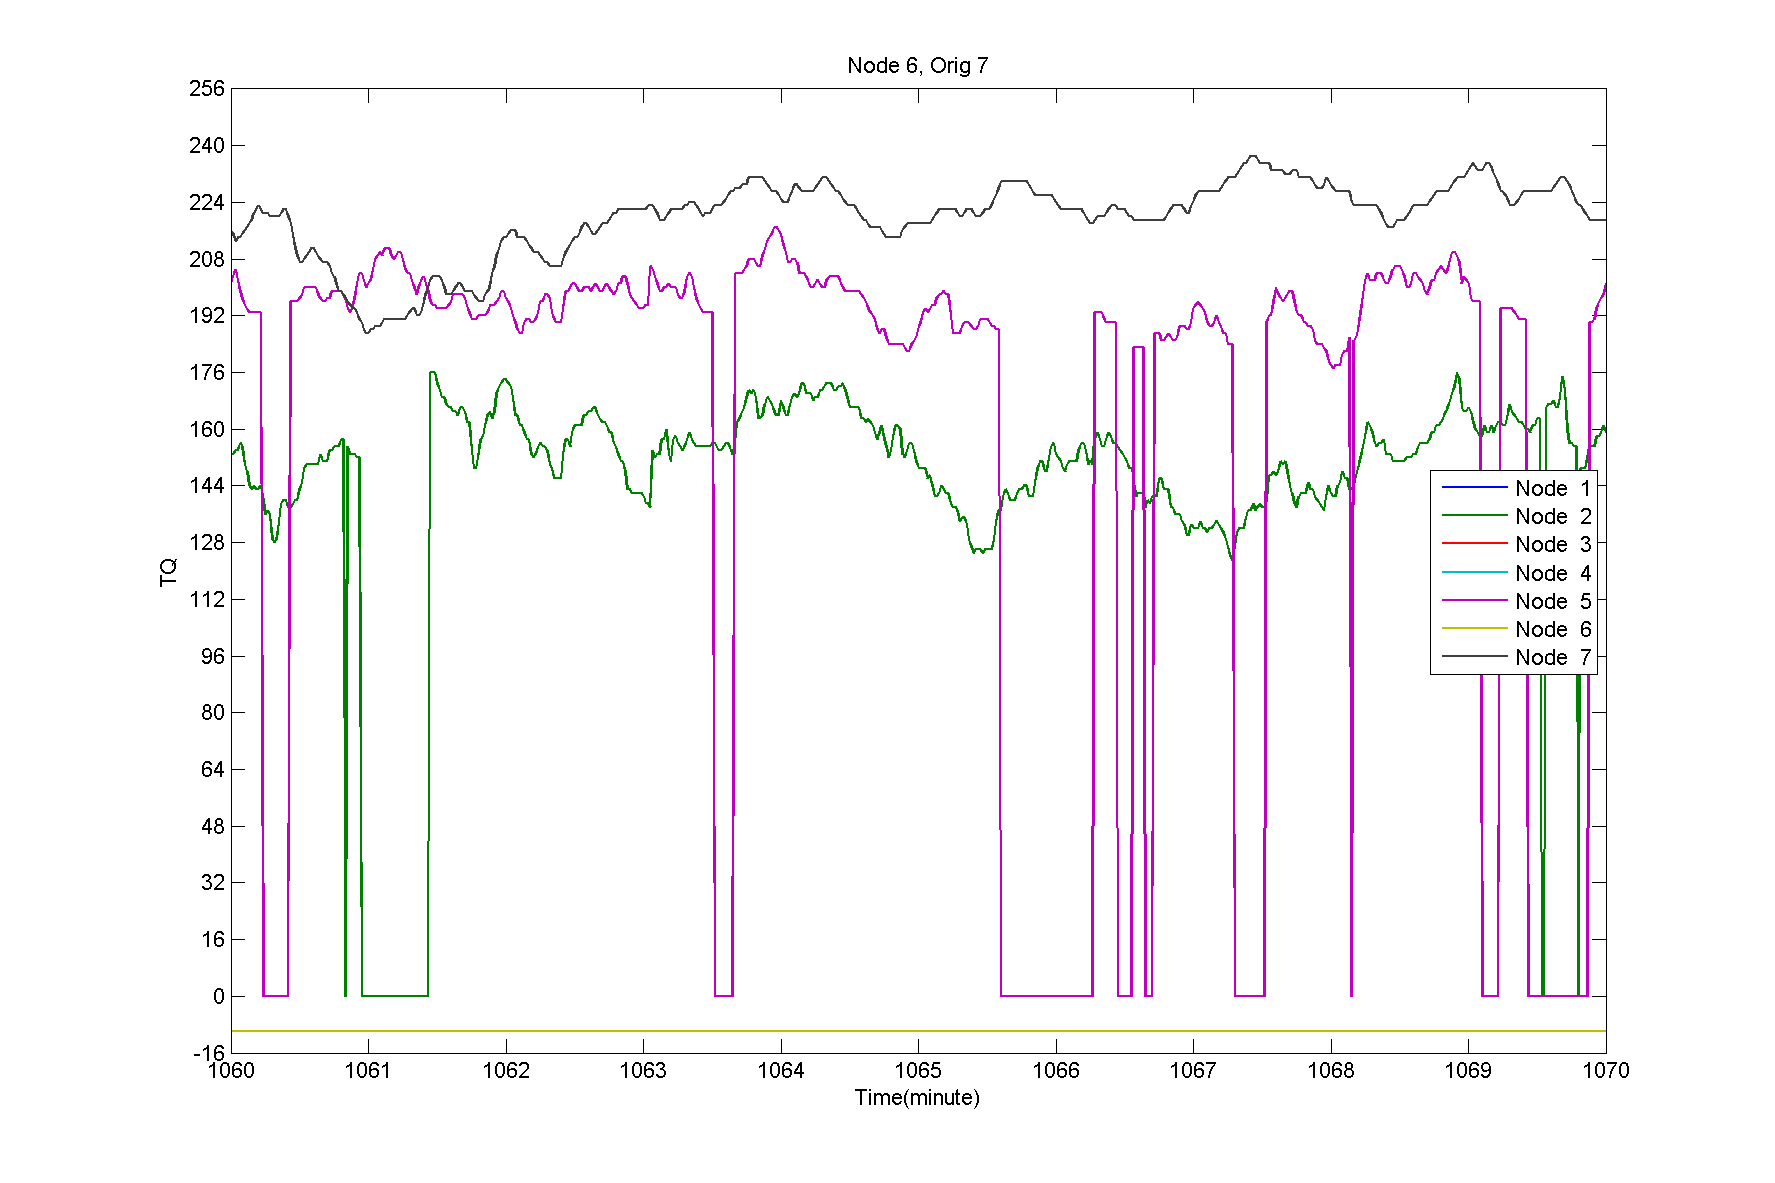 Node 6, Orig 7
256
240
224
208
192
176
160
144
128
112
96
80
64
48
32
16
0
-16
TQ
Node 1
Node 2
Node 3
Node 4
Node 5
Node 6
Node 7
1060 1061 1062 1063 1064 1065 1066 1067 1068 1069 1070
Time(minute)